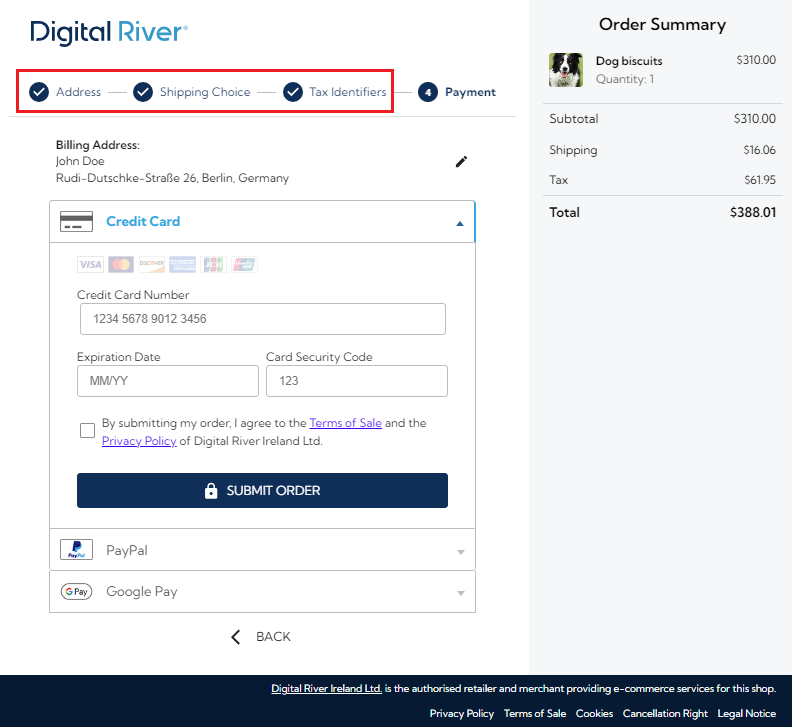 Digital River®
Address
Shipping Choice
Tax Identifiers
4 Payment
Billing Address:
John Doe
Rudi-Dutschke-Straße 26, Berlin, Germany
Credit Card
VISA DISCOVER JCB
Credit Card Number
1234 5678 9012 3456
Expiration Date
Card Security Code
MM/YY
123
By submitting my order, I agree to the Terms of Sale and the
Privacy Policy of Digital River Ireland Ltd.
SUBMIT ORDER
PayPal PayPal
G Pay Google Pay
BACK
Order Summary
Dog biscuits $310.00
Quantity: 1
Subtotal $310.00
Shipping $16.06
Tax $61.95
Total $388.01
Digital River Ireland Ltd. is the authorised retailer and merchant providing e-commerce services for this shop.
Privacy Policy Terms of Sale Cookies Cancellation Right Legal Notice